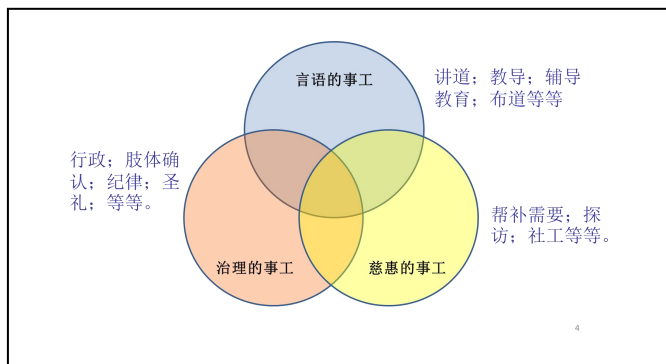 言语的事工
讲道；教导；辅导
教育；布道等等
行政；肢体确
认；纪律；圣
礼；等等。
帮补需要；探
访；社工等等。
治理的事工
慈惠的事工
4